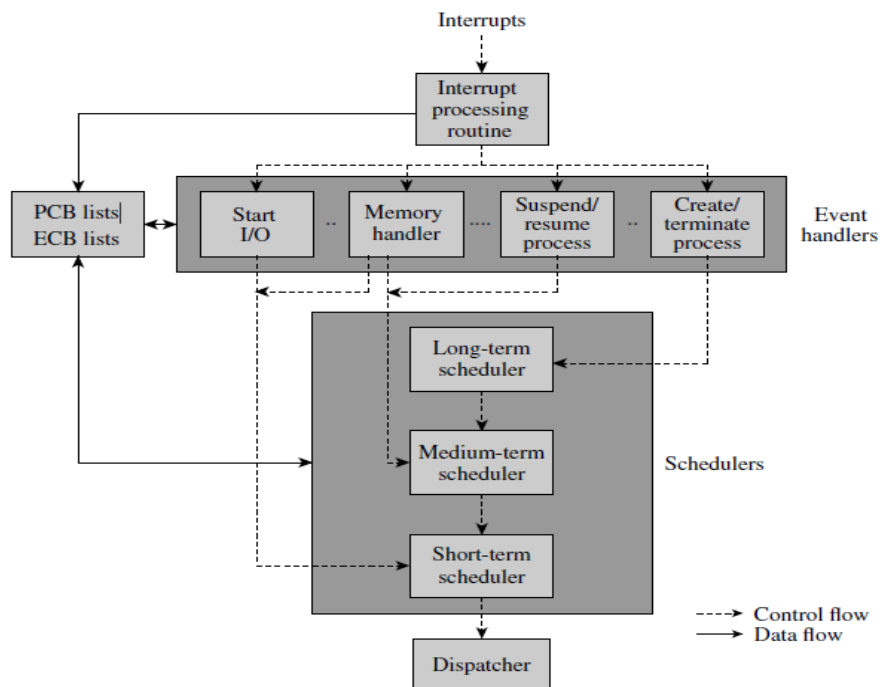 Interrupts
Interrupt
processing
routine
PCB lists|
ECB lists
Start
I/O
..
Memory
handler
....
Suspend/
resume
process
..
Create/
terminate
process
Event
handlers
Long-term
scheduler
Medium-term
scheduler
Schedulers
Short-term
scheduler
Control flow
Data flow
Dispatcher